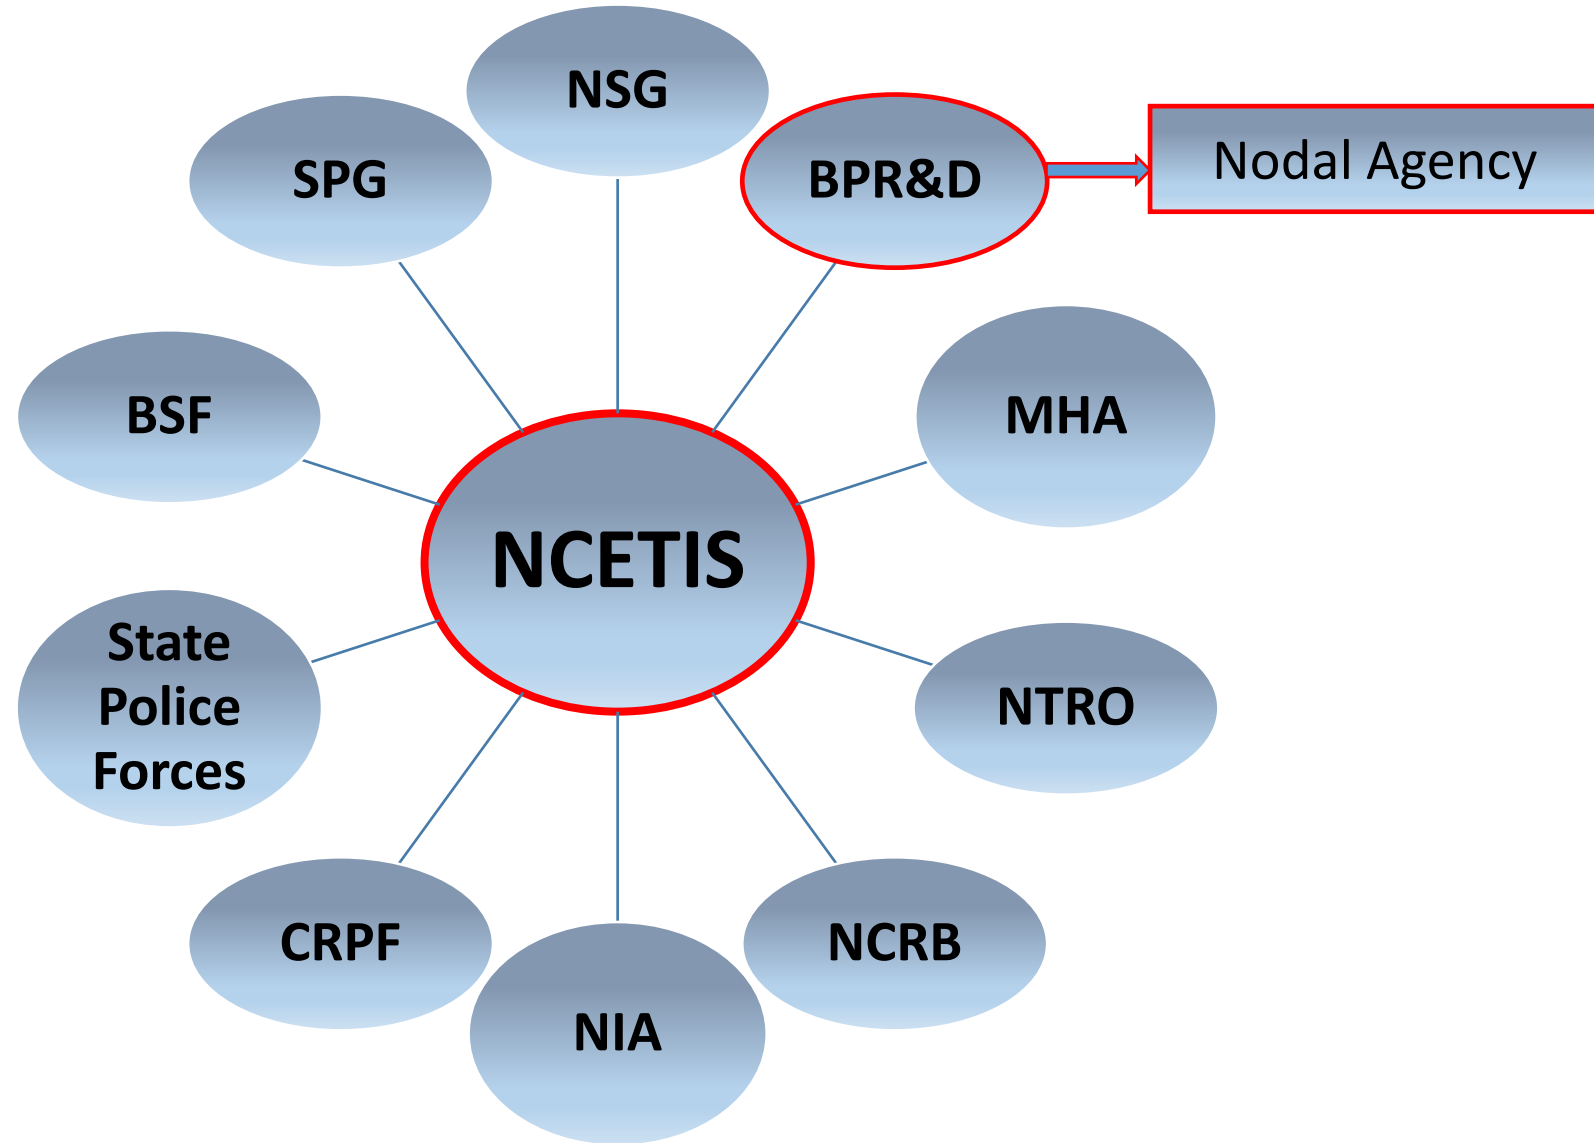 NSG
SPG
BPR&D
Nodal Agency
BSF
MHA
NCETIS
State
Police
Forces
NTRO
CRPF
NCRB
NIA